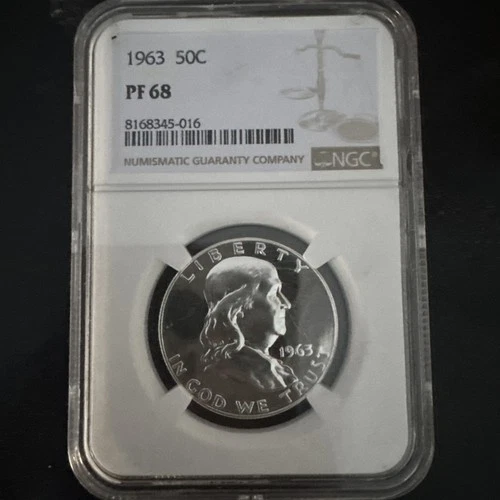 1963 50C
PF 68
8168345-016
NUMISMATIC GUARANTY COMPANY NGC®
LIBERTY
1963
IN GOD WE TRUST